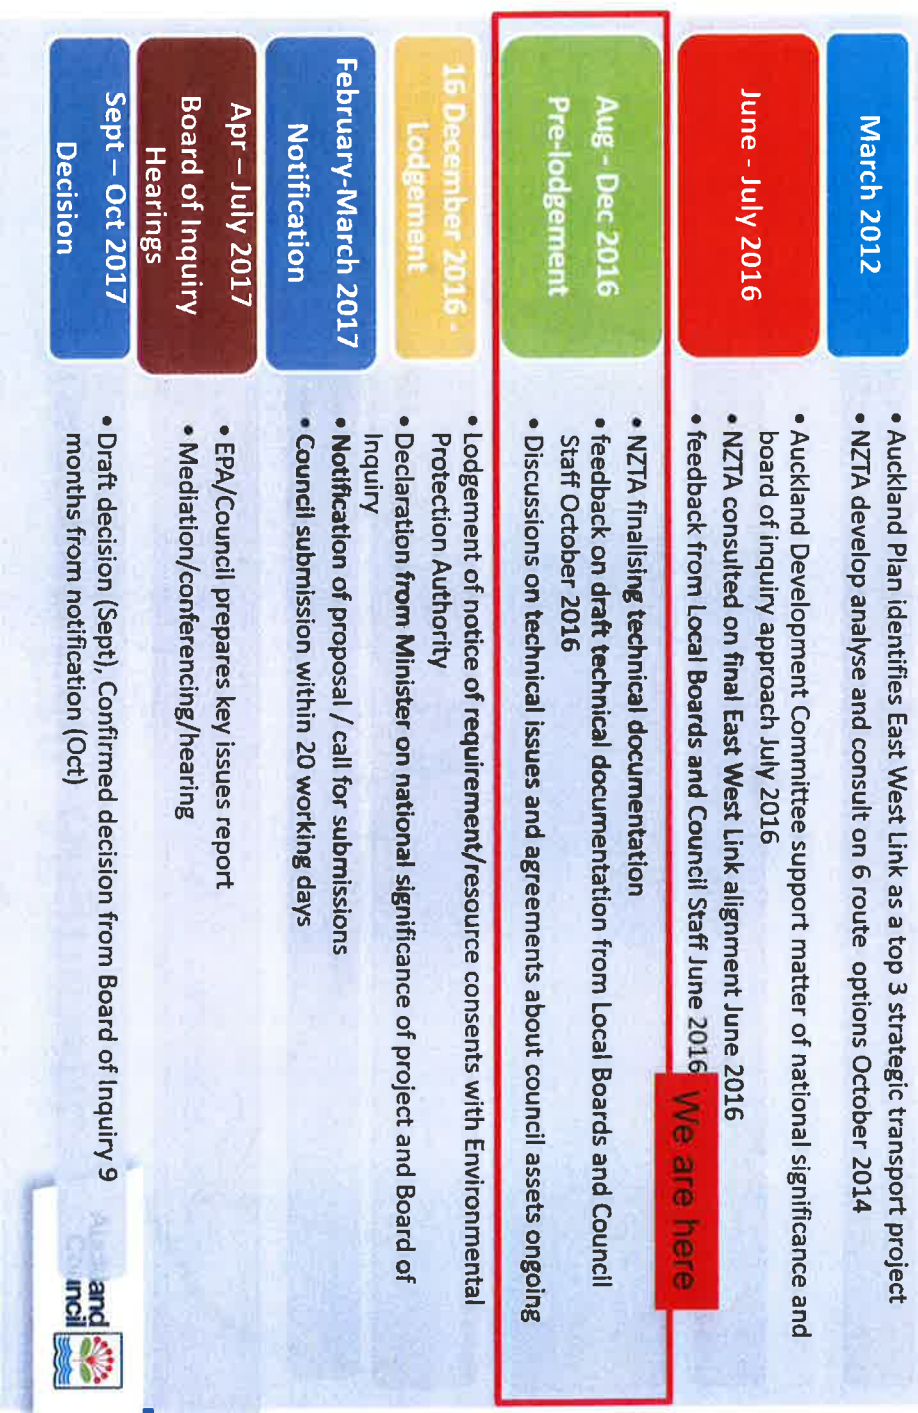 March 2012
• Auckland Plan identifies East West Link as a top 3 strategic transport project
• NZTA develop analyse and consult on 6 route options October 2014
June - July 2016
• Auckland Development Committee support matter of national significance and
board of inquiry approach July 2016
• NZTA consulted on final East West Link alignment June 2016
• feedback from Local Boards and Council Staff June 2016
We are here
Aug - Dec 2016
Pre-lodgement
• NZTA finalising technical documentation
• feedback on draft technical documentation from Local Boards and Council
Staff October 2016
• Discussions on technical issues and agreements about council assets ongoing
16 December 2016 -
Lodgement
• Lodgement of notice of requirement/resource consents with Environmental
Protection Authority
• Declaration from Minister on national significance of project and Board of
Inquiry
February-March 2017
Notification
• Notification of proposal / call for submissions
• Council submission within 20 working days
Apr – July 2017
Board of Inquiry
Hearings
• EPA/Council prepares key issues report
• Mediation/conferencing/hearing
Sept – Oct 2017
Decision
• Draft decision (Sept), Confirmed decision from Board of Inquiry 9
months from notification (Oct)
Auckland
Council